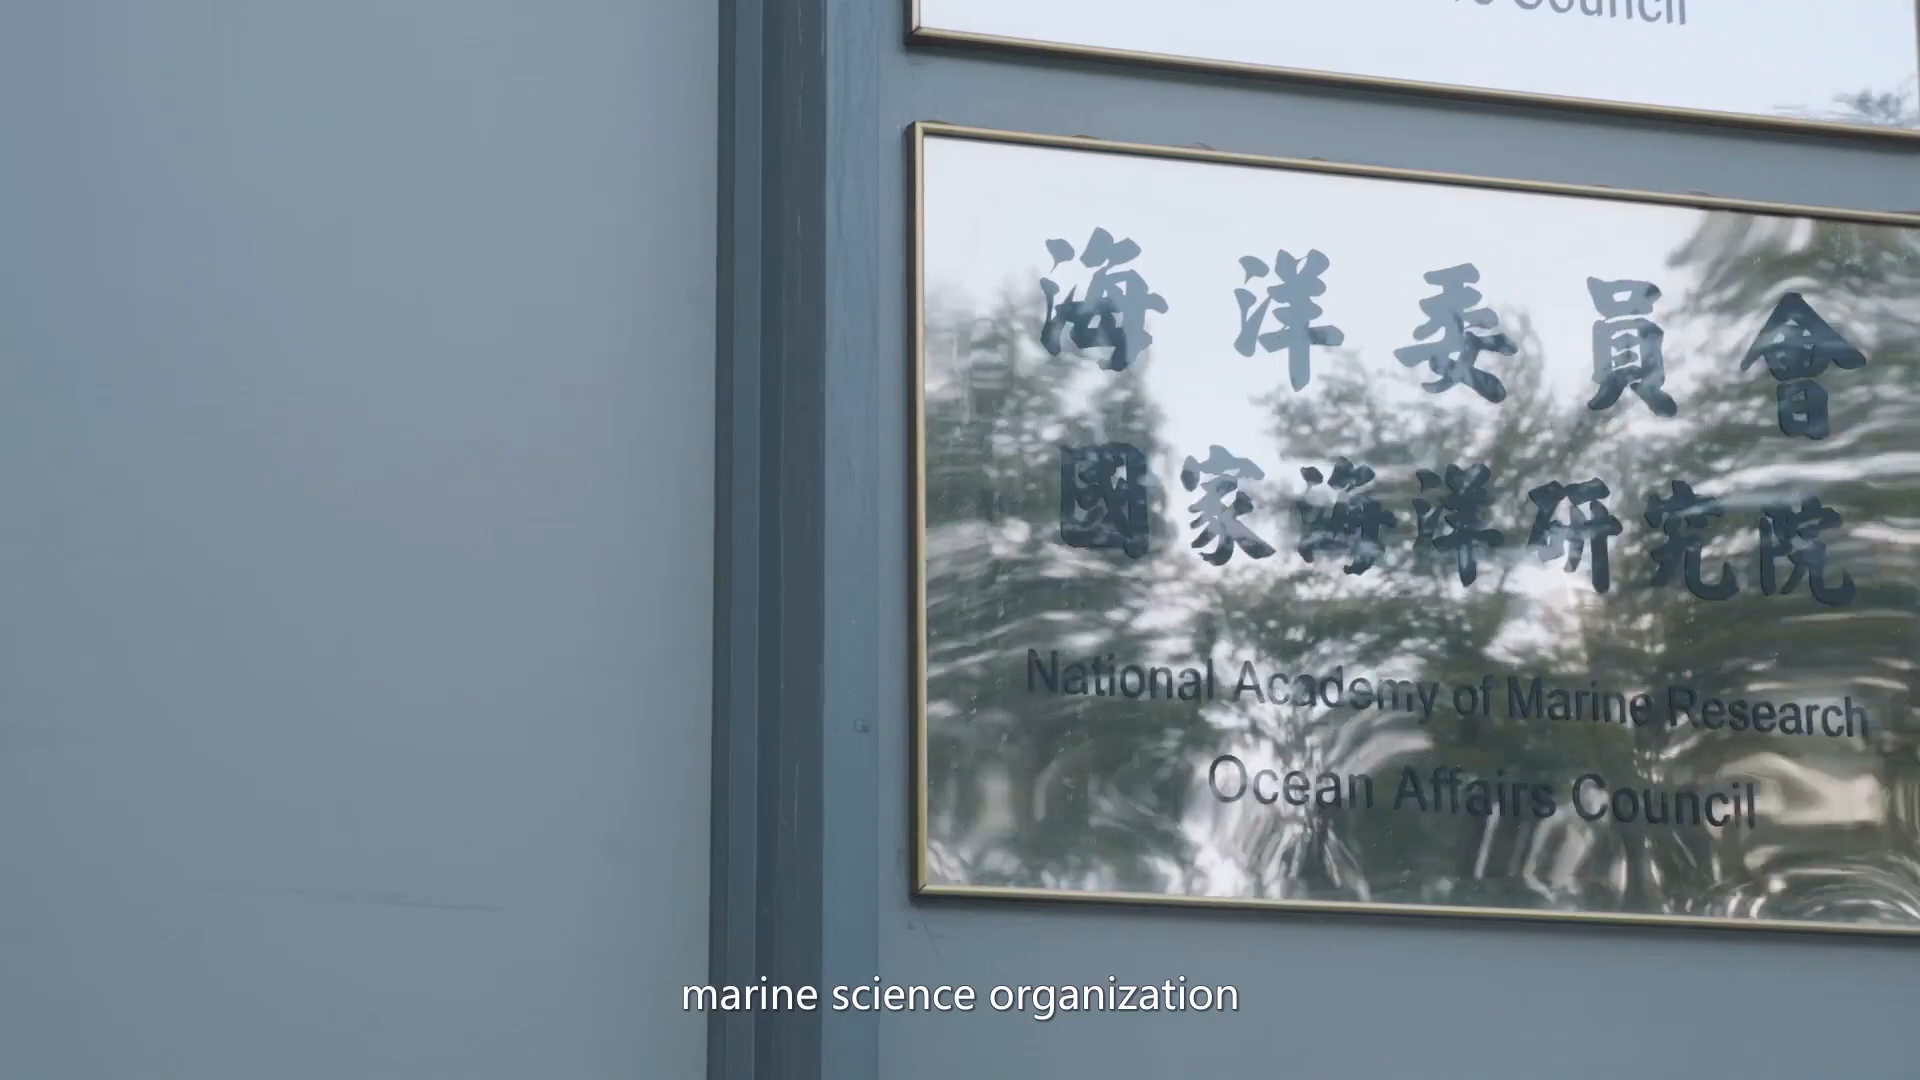 Council
海洋委員會
國家海洋研究院
National Academy of Marine Research
Ocean Affairs Council
marine science organization